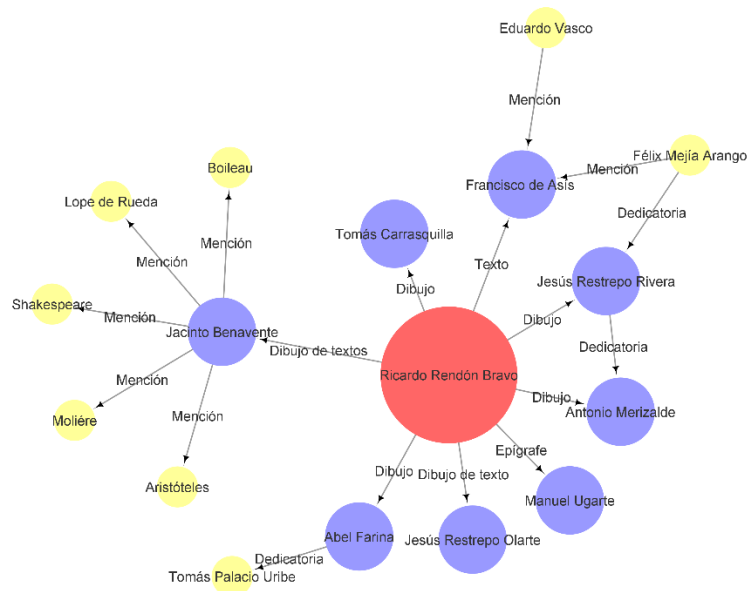 Eduardo Vasco
Mención
Félix Mejía Arango
Mención
Boileau
Francisco de Asís
Lope de Rueda
Dedicatoria
Tomás Carrasquilla
Mención
Texto
Mención
Jesús Restrepo Rivera
Dibujo
Shakespeare
Mención
Dibujo
Jacinto Benavente
Dedicatoria
Dibujo de textos
Ricardo Rendón Bravo
Mención
Dibujo
Antonio Merizalde
Mención
Moliére
Epígrafe
Dibujo
Dibujo de texto
Aristóteles
Manuel Ugarte
Abel Farina
Jesús Restrepo Olarte
Dedicatoria
Tomás Palacio Uribe